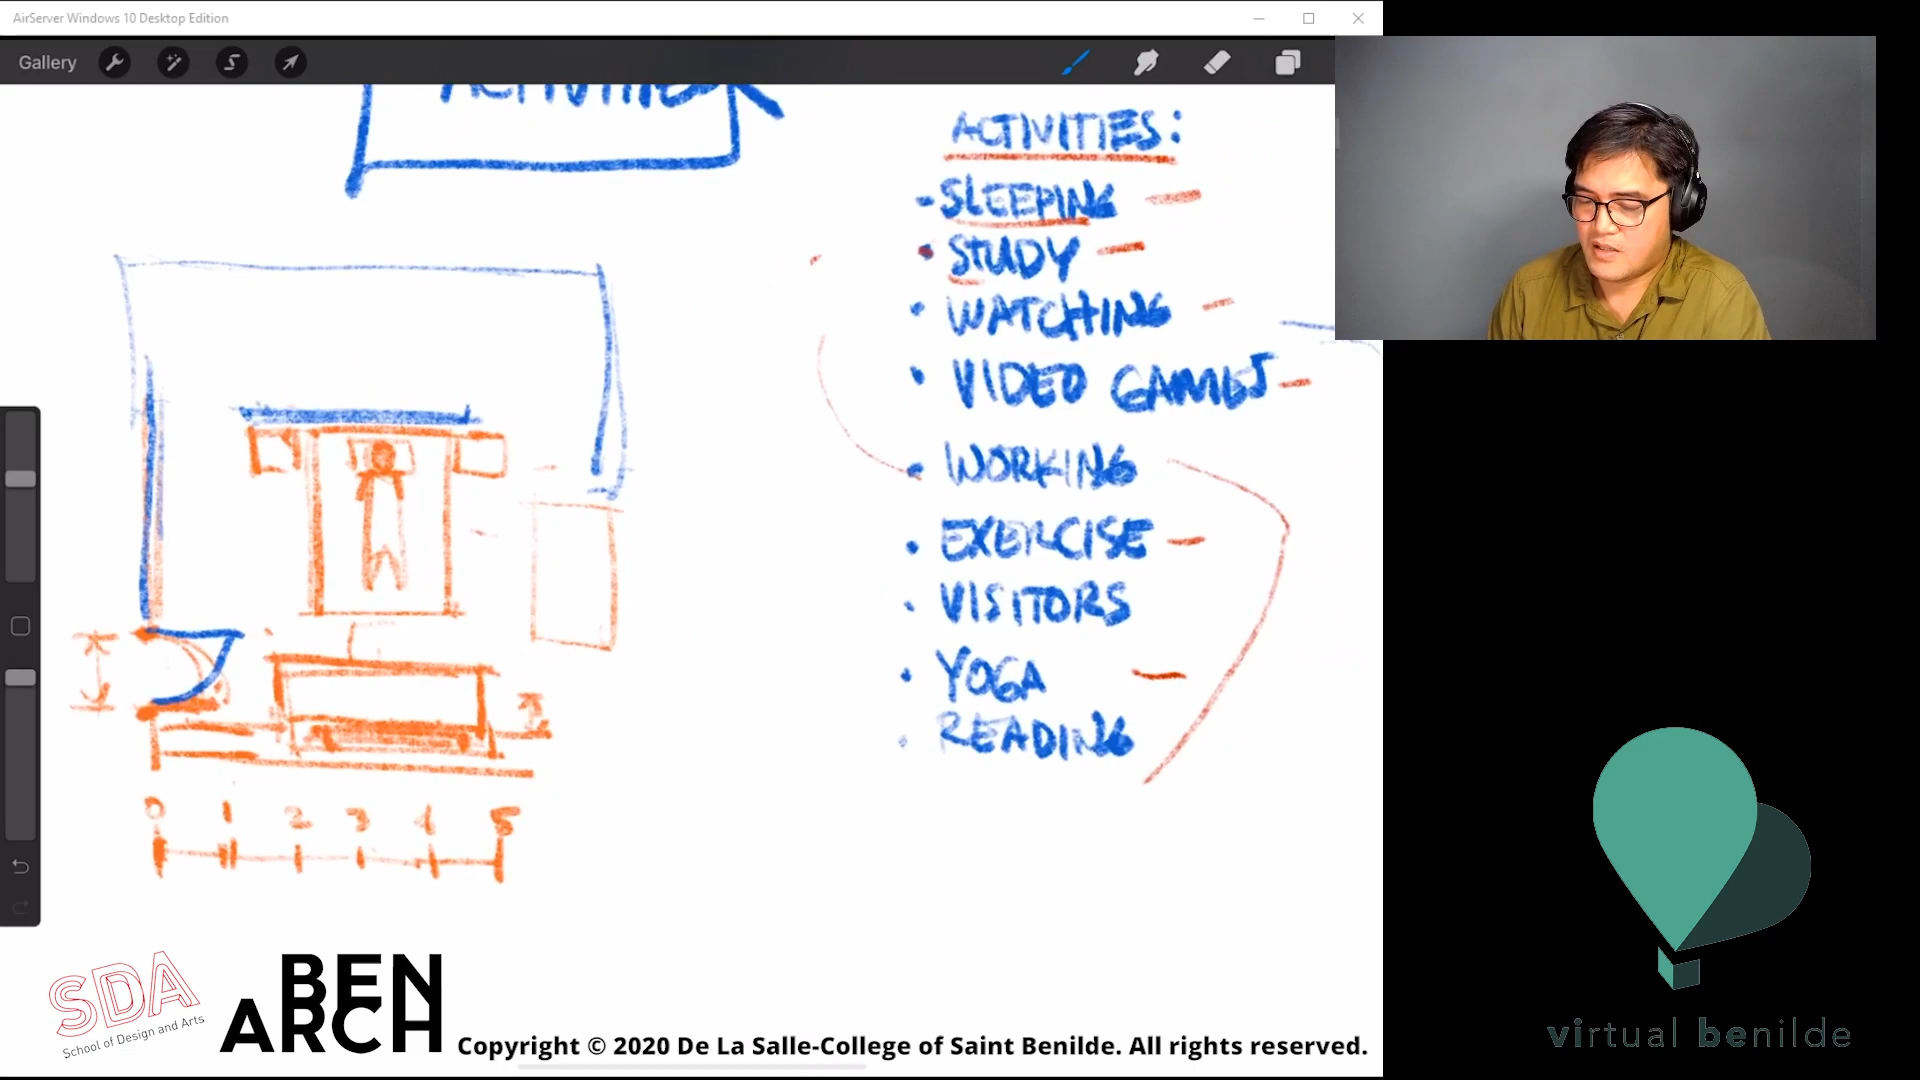 AirServer Windows 10 Desktop Edition
Gallery
ACTIVITIES
ACTIVITIES:
- SLEEPING
• STUDY
• WATCHING
• VIDEO GAMES
• WORKING
• EXERCISE
• VISITORS
• YOGA
• READING
0 1 2 3 4 5
SDA
School of Design and Arts
BEN
ARCH
Copyright © 2020 De La Salle-College of Saint Benilde. All rights reserved.
virtual benilde